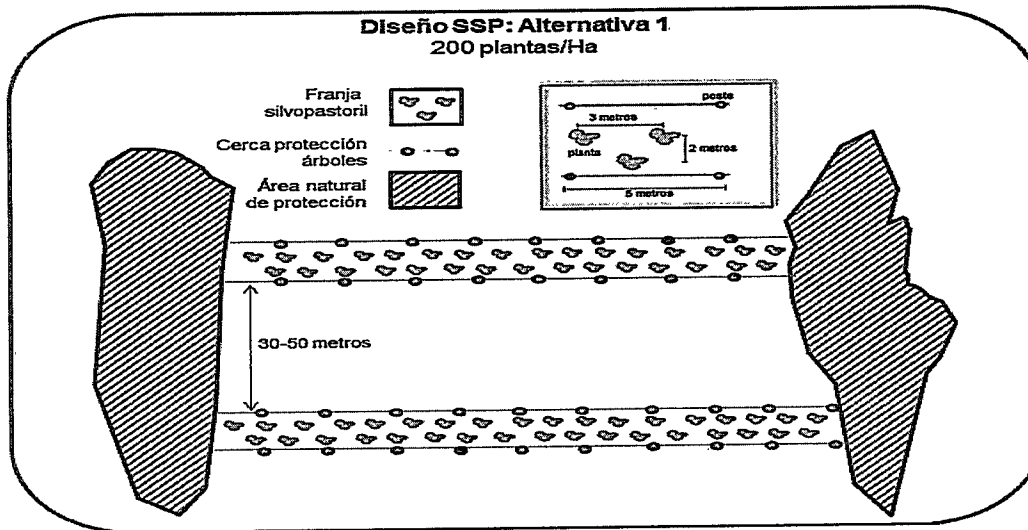 Diseño SSP: Alternativa 1
200 plantas/Ha
Franja
silvopastoril
Cerca protección
árboles
Área natural
de protección
poste
3 metros
planta
2 metros
5 metros
30-50 metros